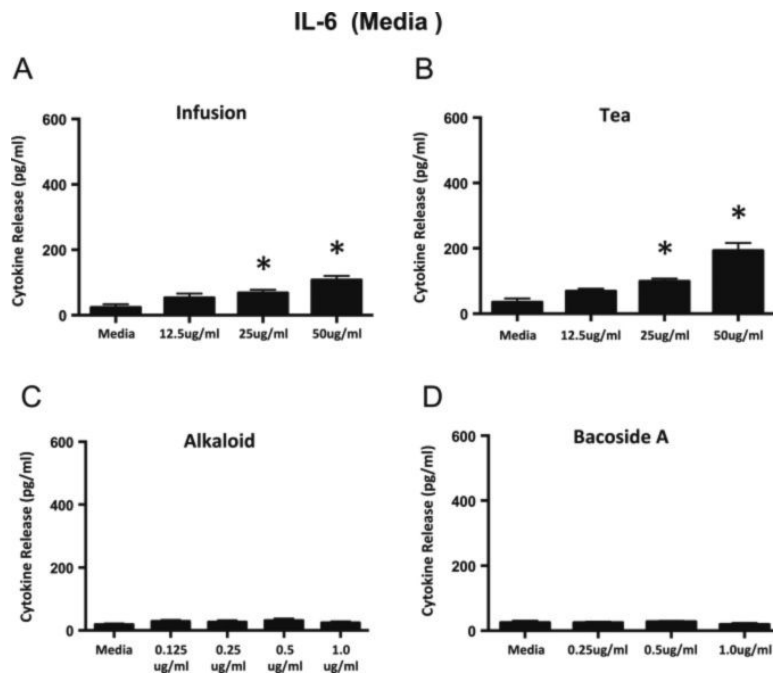 IL-6 (Media )
A
Infusion
Cytokine Release (pg/ml)
600
400
200
0
*
*
Media 12.5ug/ml 25ug/ml 50ug/ml
B
Tea
Cytokine Release (pg/ml)
600
400
200
0
*
*
Media 12.5ug/ml 25ug/ml 50ug/ml
C
Alkaloid
Cytokine Release (pg/ml)
600
400
200
0
Media 0.125 0.25 0.5 1.0
ug/ml ug/ml ug/ml ug/ml
D
Bacoside A
Cytokine Release (pg/ml)
600
400
200
0
Media 0.25ug/ml 0.5ug/ml 1.0ug/ml